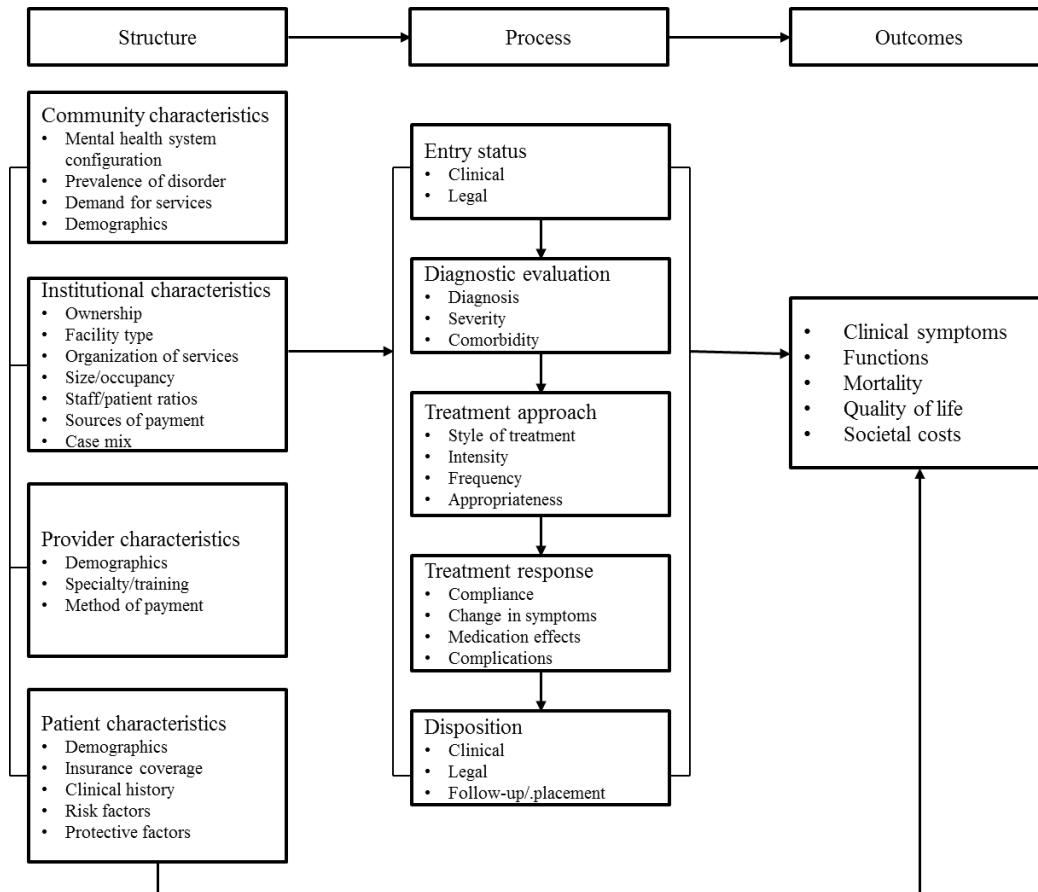 Structure
Process
Outcomes
Community characteristics
• Mental health system
configuration
• Prevalence of disorder
• Demand for services
• Demographics
Institutional characteristics
• Ownership
• Facility type
• Organization of services
• Size/occupancy
• Staff/patient ratios
• Sources of payment
• Case mix
Provider characteristics
• Demographics
• Specialty/training
• Method of payment
Patient characteristics
• Demographics
• Insurance coverage
• Clinical history
• Risk factors
• Protective factors
Entry status
• Clinical
• Legal
Diagnostic evaluation
• Diagnosis
• Severity
• Comorbidity
Treatment approach
• Style of treatment
• Intensity
• Frequency
• Appropriateness
Treatment response
• Compliance
• Change in symptoms
• Medication effects
• Complications
Disposition
• Clinical
• Legal
• Follow-up/.placement
• Clinical symptoms
• Functions
• Mortality
• Quality of life
• Societal costs